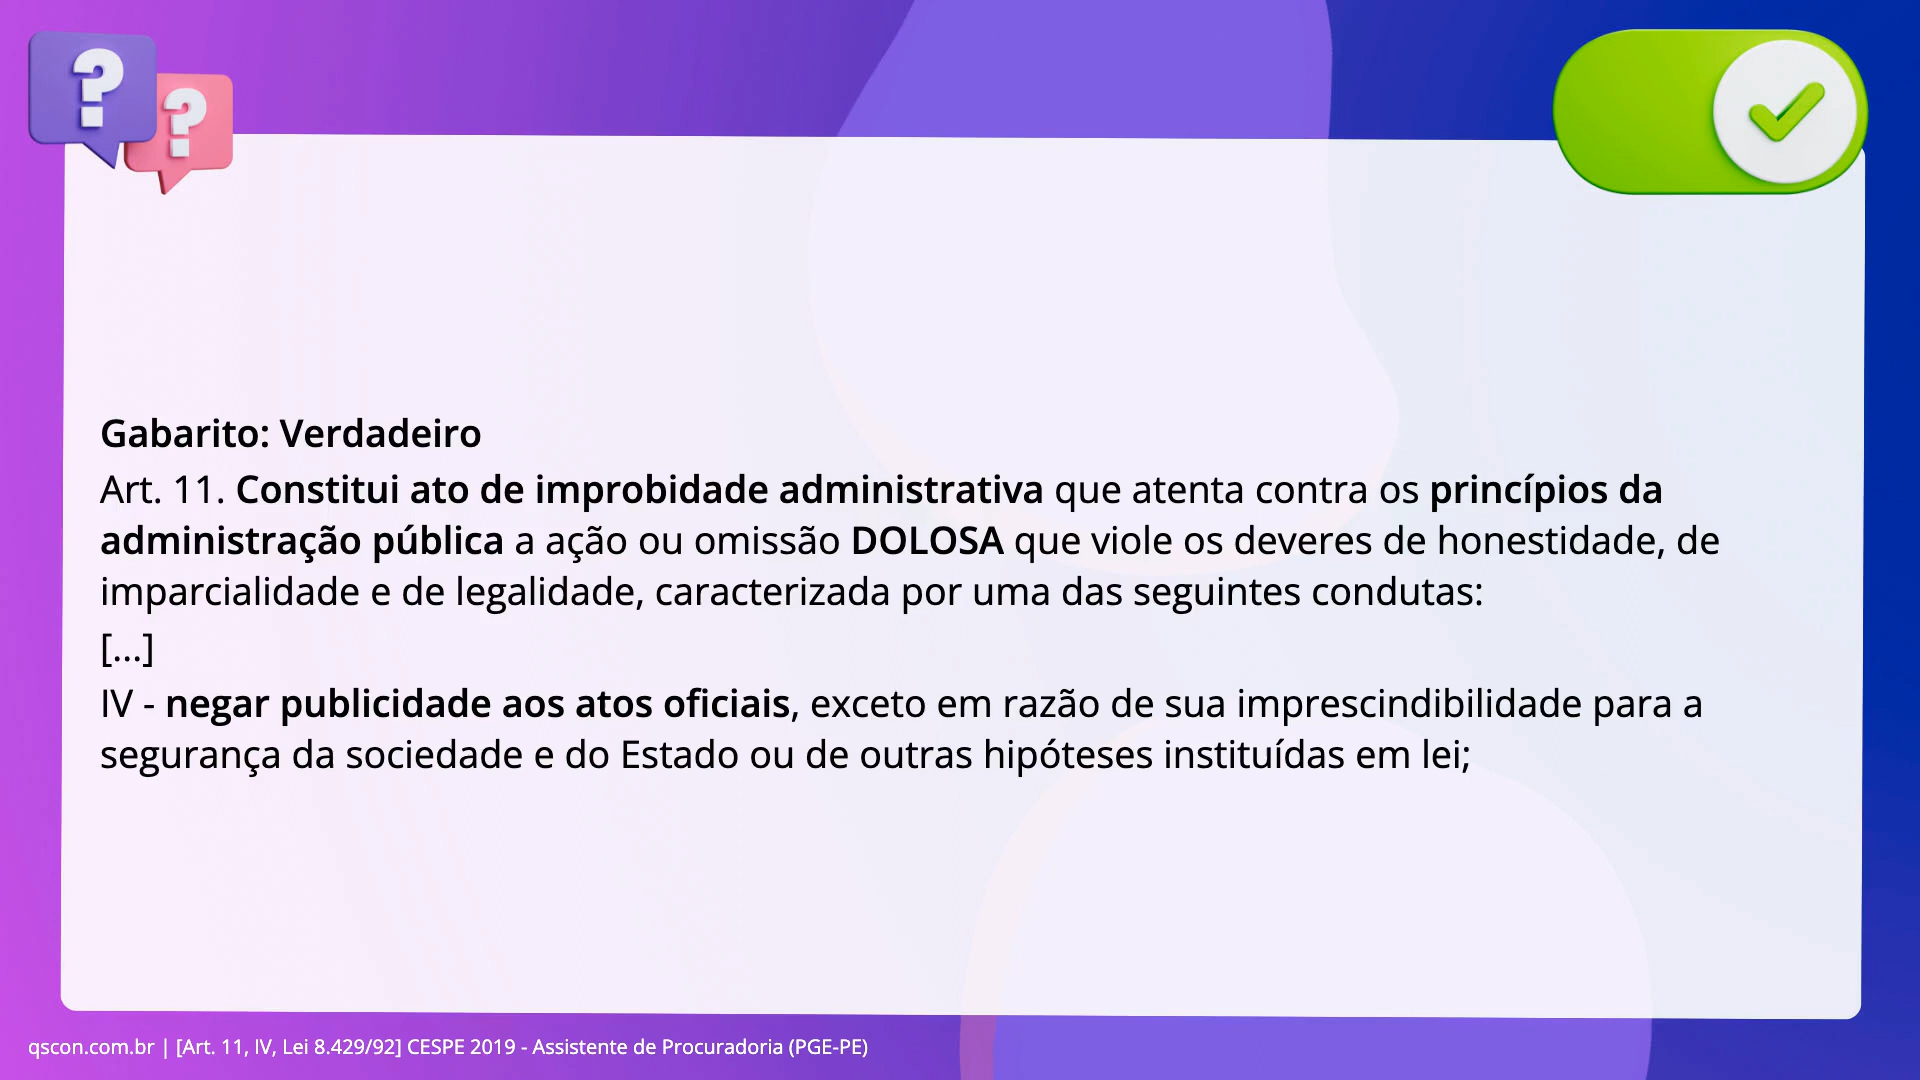 Gabarito: Verdadeiro
Art. 11. Constitui ato de improbidade administrativa que atenta contra os princípios da
administração pública a ação ou omissão DOLOSA que viole os deveres de honestidade, de
imparcialidade e de legalidade, caracterizada por uma das seguintes condutas:
[...]
IV - negar publicidade aos atos oficiais, exceto em razão de sua imprescindibilidade para a
segurança da sociedade e do Estado ou de outras hipóteses instituídas em lei;
qscon.com.br | [Art. 11, IV, Lei 8.429/92] CESPE 2019 - Assistente de Procuradoria (PGE-PE)